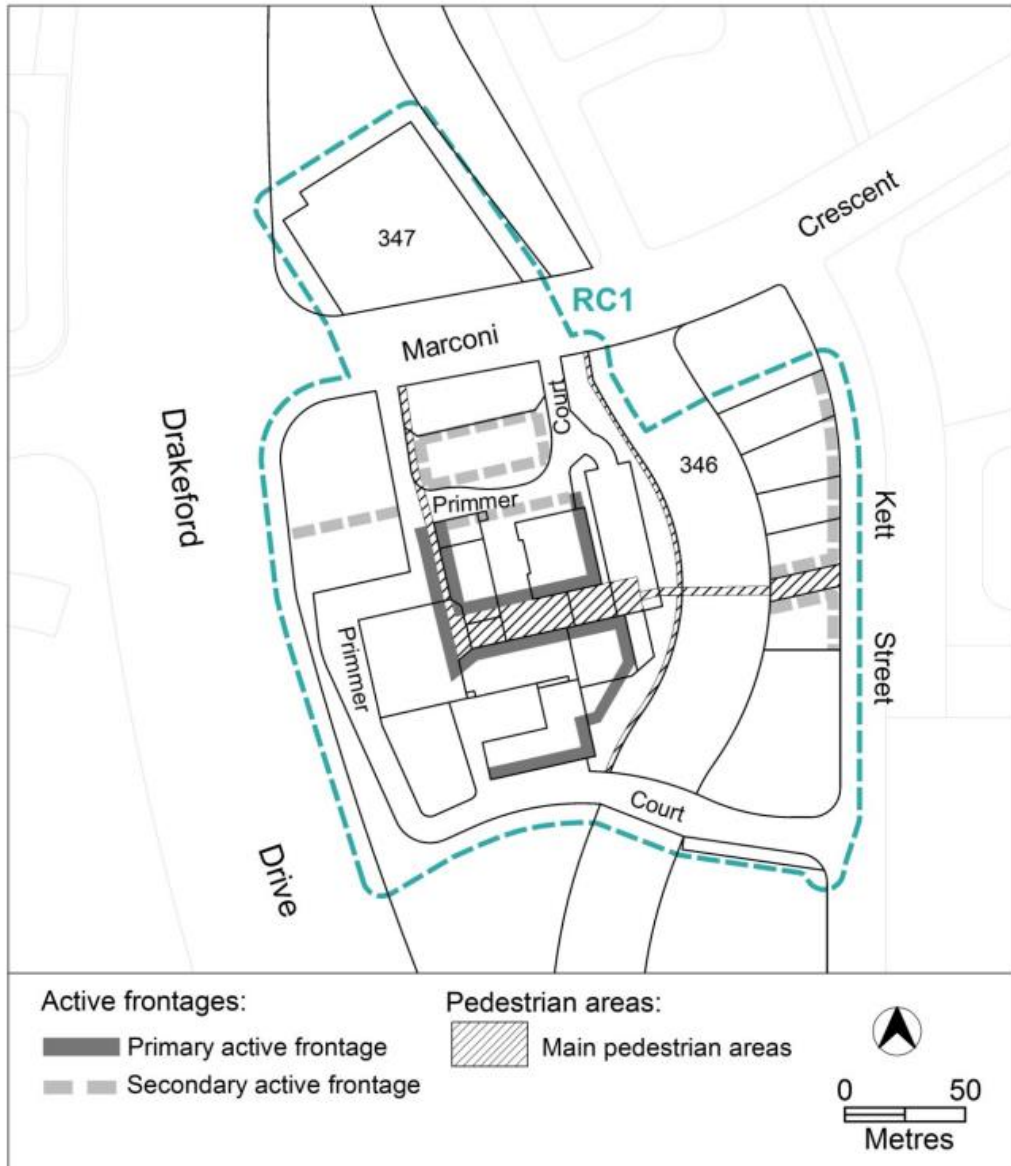 347
Crescent
RC1
Marconi
Court
Drakeford
346
Primmer
Kett
Primmer
Street
Court
Drive
Active frontages:
Primary active frontage
Secondary active frontage
Pedestrian areas:
Main pedestrian areas
0 50
Metres